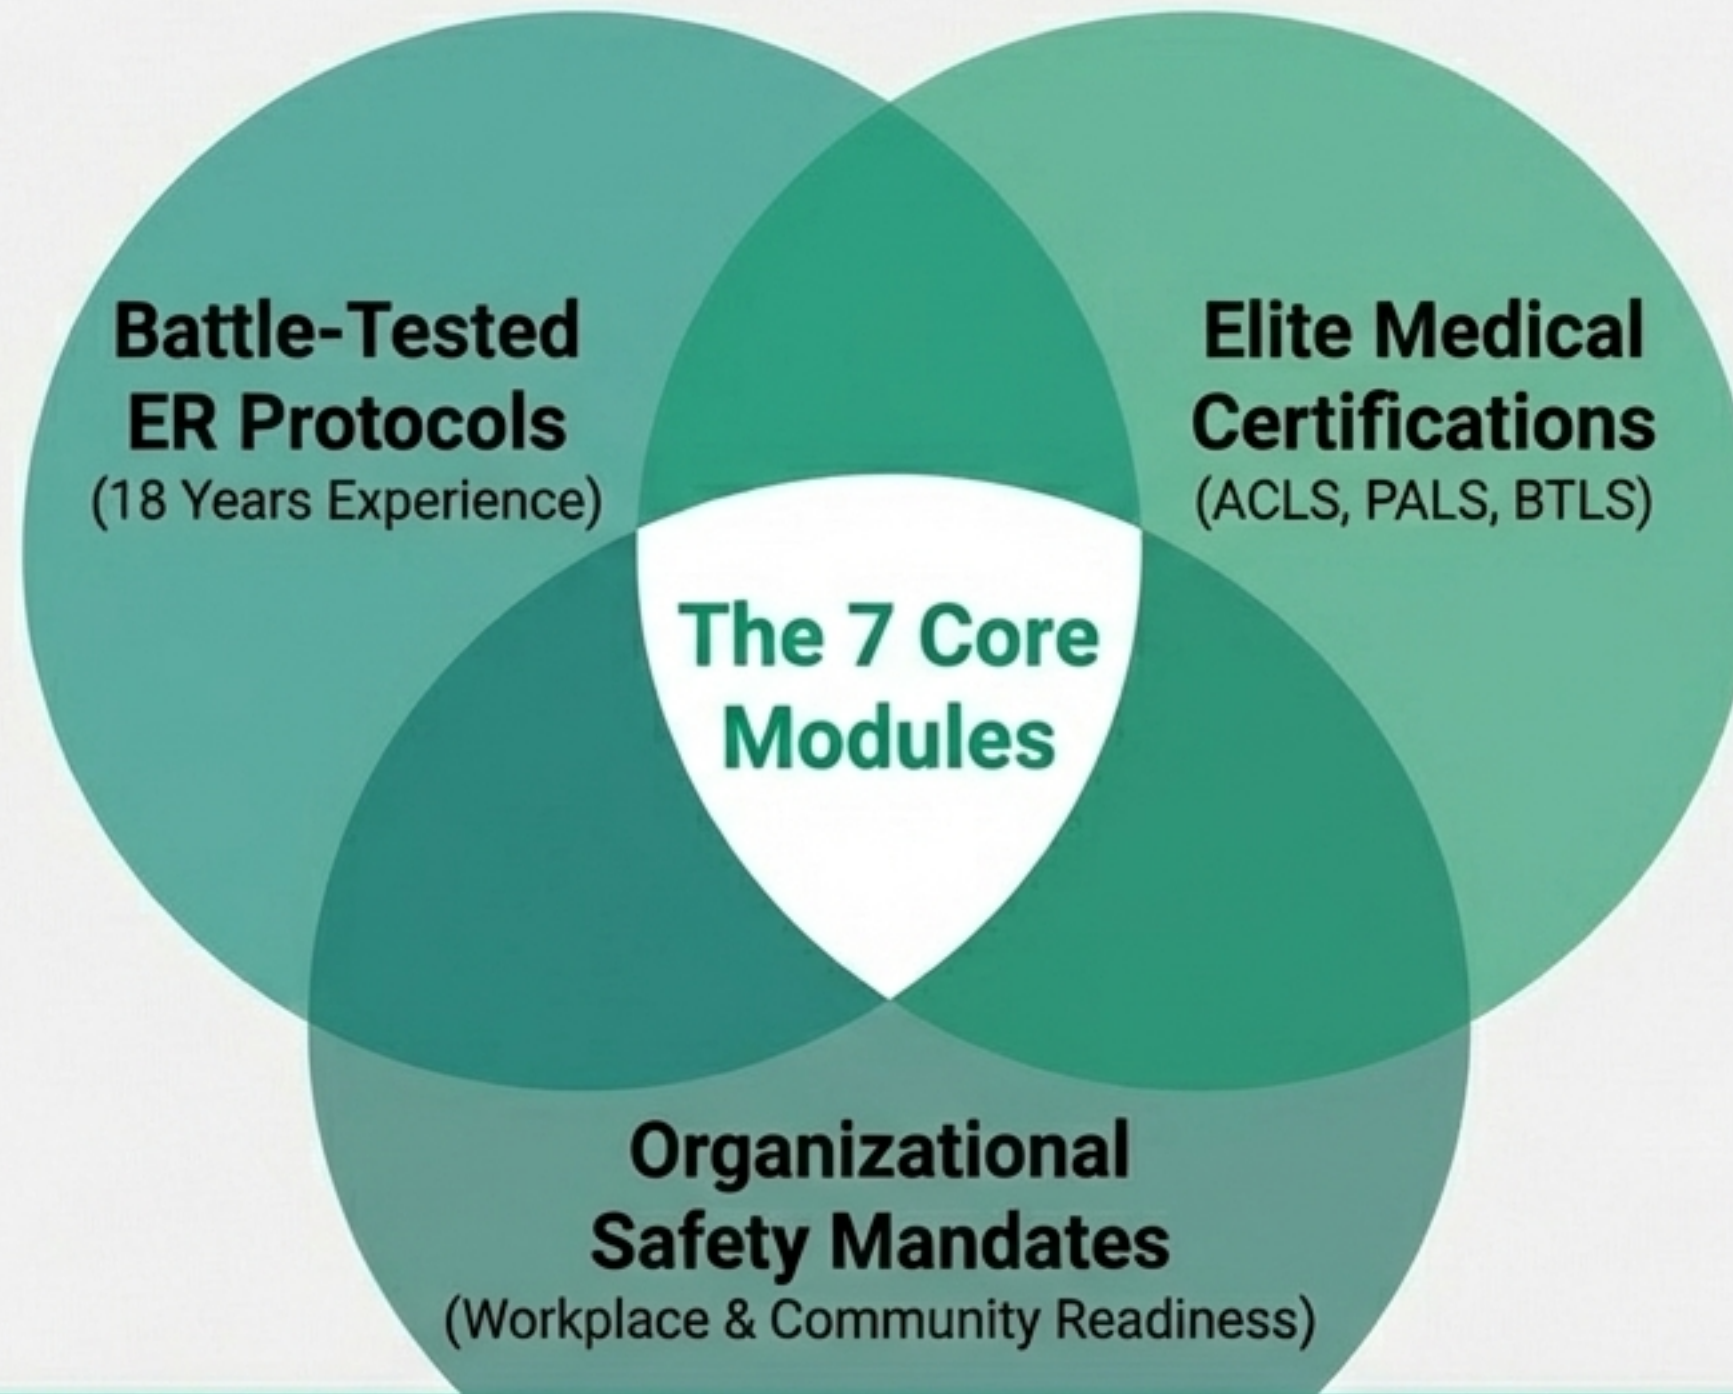 Battle-Tested
ER Protocols
(18 Years Experience)
Elite Medical
Certifications
(ACLS, PALS, BTLS)
The 7 Core
Modules
Organizational
Safety Mandates
(Workplace & Community Readiness)